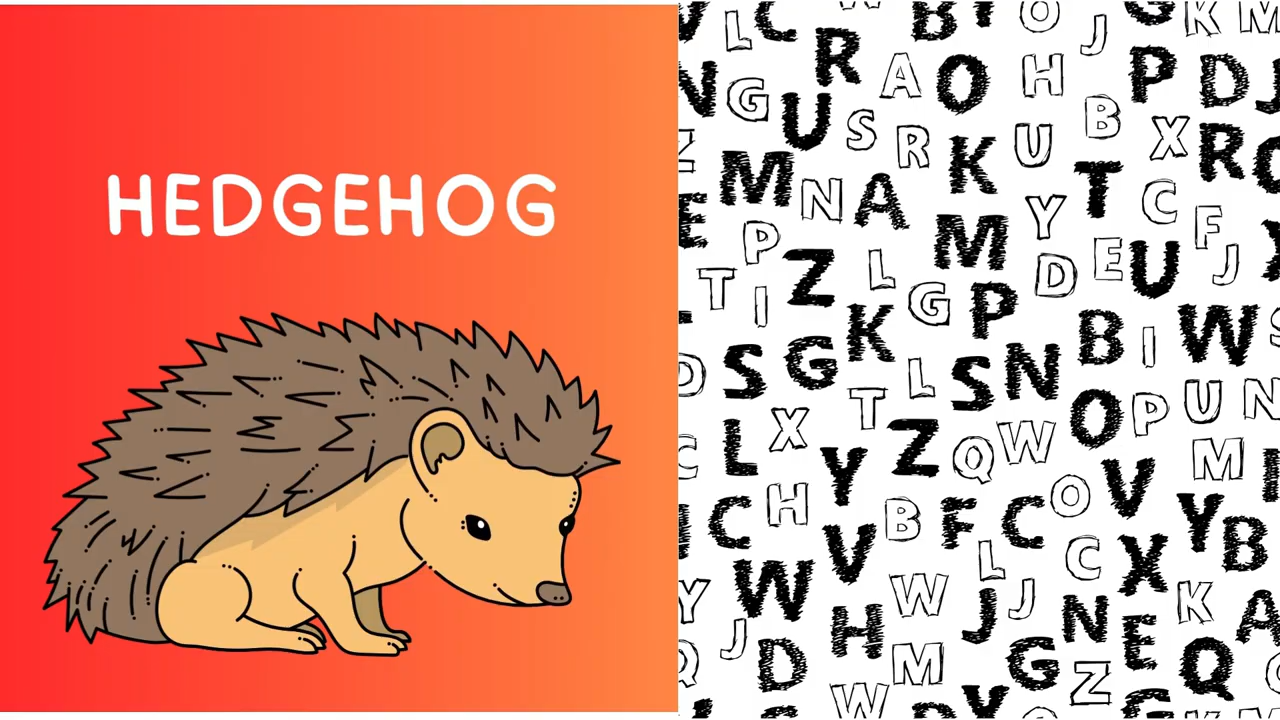 HEDGEHOG
L C R B O J G K M
N G U A O H P D J
S R K U B X R
M N A T C
E P Z M Y F J
T I L G D E U
K P B I W
S G L S N
D T O P U N
L X Z Q W M
Y V
C H B F C O Y B
V L C X
Y W H W J J N K A
J D M G E Q
Q W Z